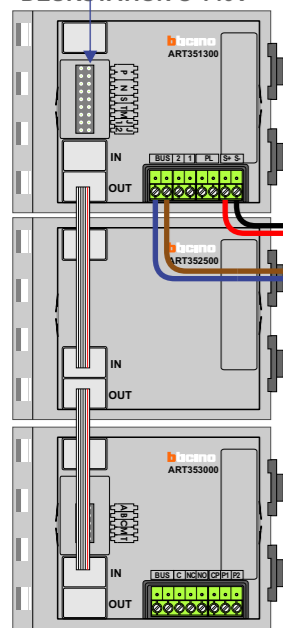 bticino
ART351300
P
N
S
T M
J 1
J 2
IN
BUS 2 1 PL S+ S-
OUT
bticino
ART352500
IN
OUT
bticino
ART353000
A
B
C
M
T
IN
BUS C NC NO CP P1 P2
OUT